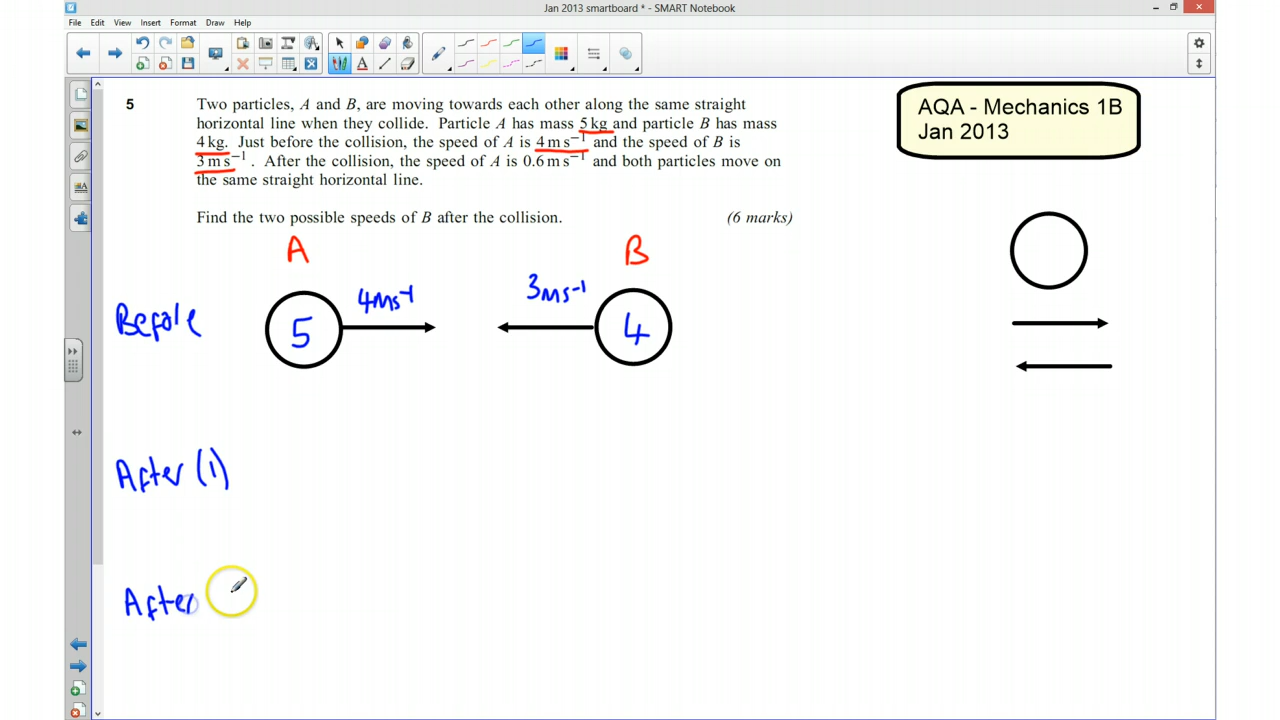 Jan 2013 smartboard * - SMART Notebook
File Edit View Insert Format Draw Help
AQA - Mechanics 1B
Jan 2013
5 Two particles, A and B, are moving towards each other along the same straight
horizontal line when they collide. Particle A has mass 5 kg and particle B has mass
4 kg. Just before the collision, the speed of A is 4 m s⁻¹ and the speed of B is
3 m s⁻¹. After the collision, the speed of A is 0.6 m s⁻¹ and both particles move on
the same straight horizontal line.
Find the two possible speeds of B after the collision. (6 marks)
A B
Before 5 4ms⁻¹ 3ms⁻¹ 4
After (1)
After